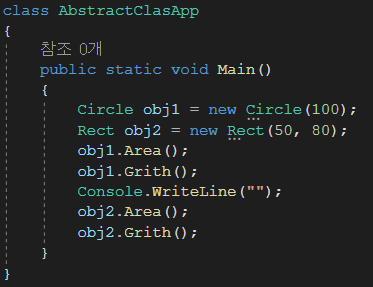 class AbstractClasApp
{
참조 0개
public static void Main()
{
Circle obj1 = new Circle(100);
Rect obj2 = new Rect(50, 80);
obj1.Area();
obj1.Grith();
Console.WriteLine("");
obj2.Area();
obj2.Grith();
}
}